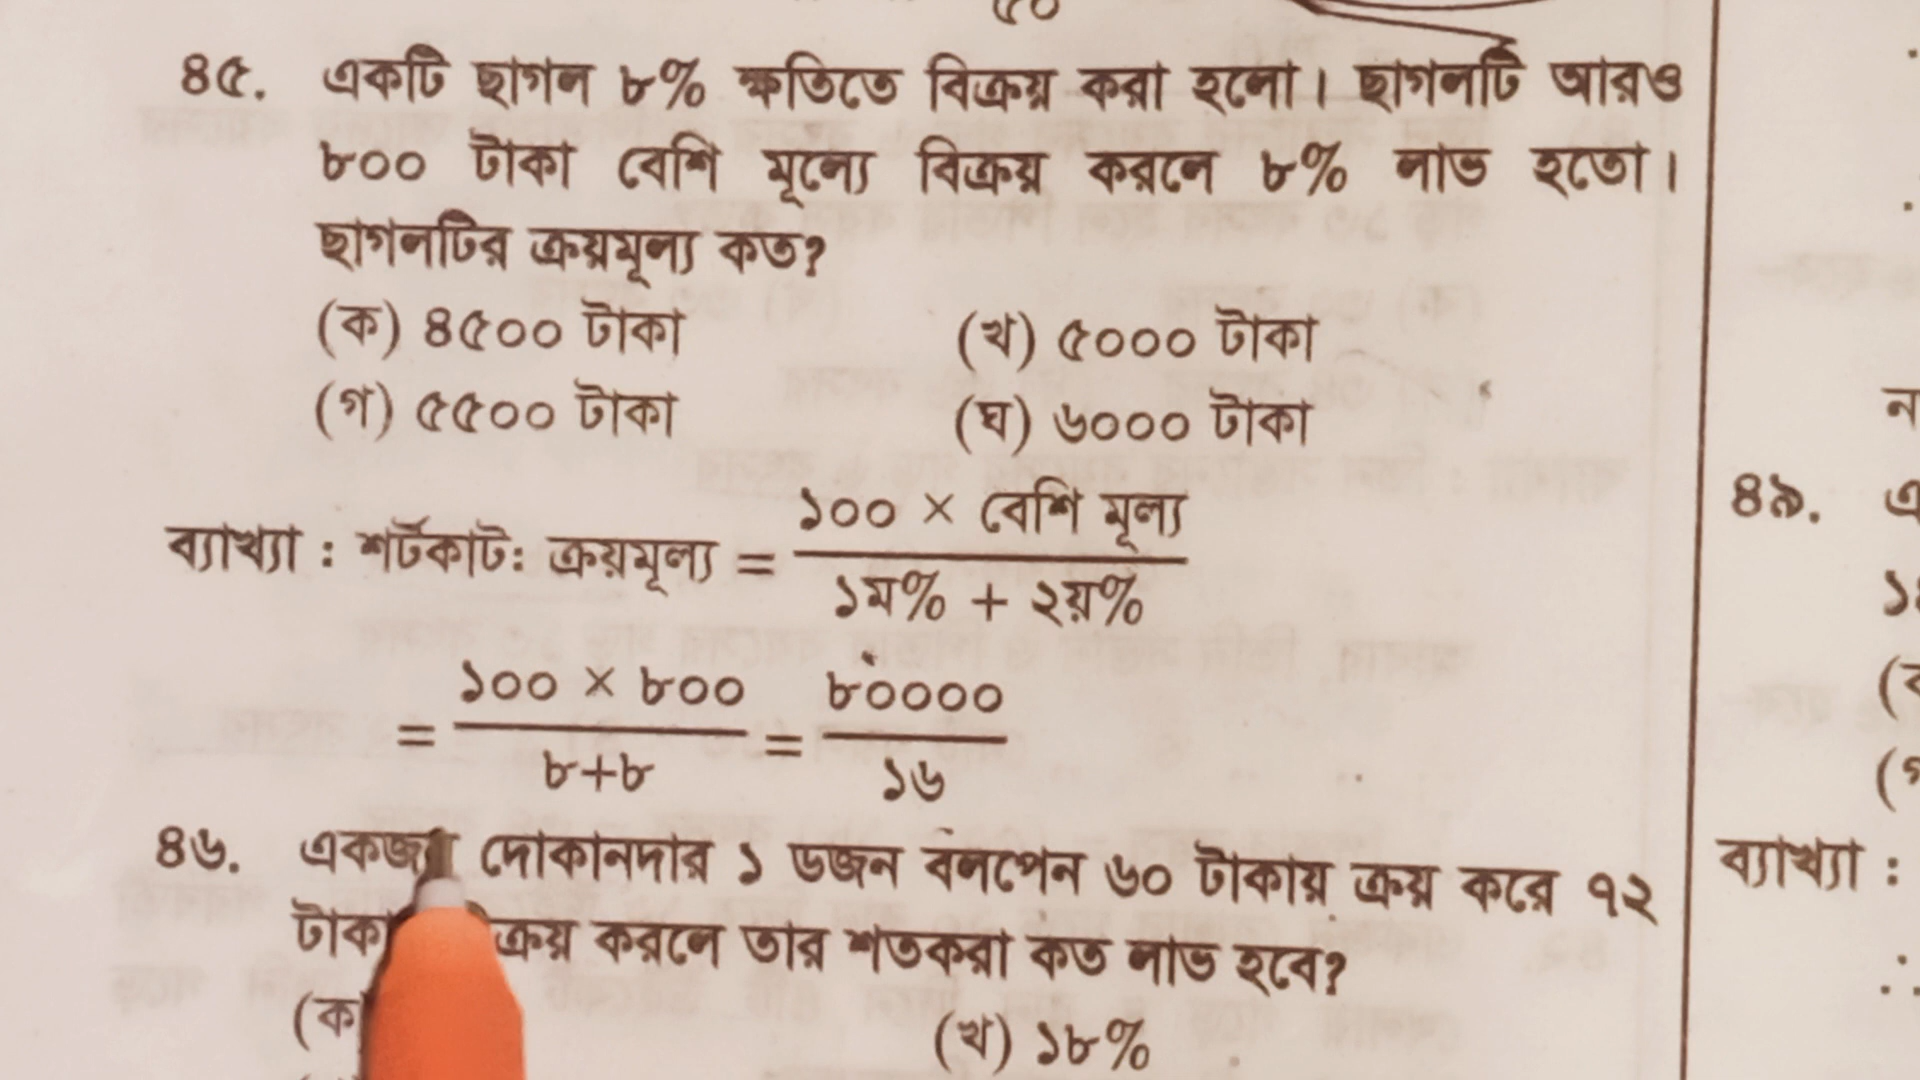 ৫০
৪৫. একটি ছাগল ৮% ক্ষতিতে বিক্রয় করা হলো। ছাগলটি আরও
৮০০ টাকা বেশি মূল্যে বিক্রয় করলে ৮% লাভ হতো।
ছাগলটির ক্রয়মূল্য কত?
(ক) ৪৫০০ টাকা (খ) ৫০০০ টাকা
(গ) ৫৫০০ টাকা (ঘ) ৬০০০ টাকা
ব্যাখ্যা : শর্টকাট: ক্রয়মূল্য = ১০০ × বেশি মূল্য / ১ম% + ২য়%
= ১০০ × ৮০০ / ৮+৮ = ৮০০০০ / ১৬
৪৬. একজন দোকানদার ১ ডজন বলপেন ৬০ টাকায় ক্রয় করে ৭২
করলে তার শতকরা কত লাভ হবে?
(ক) (খ) ১৮%
৪৯.
ব্যাখ্যা :